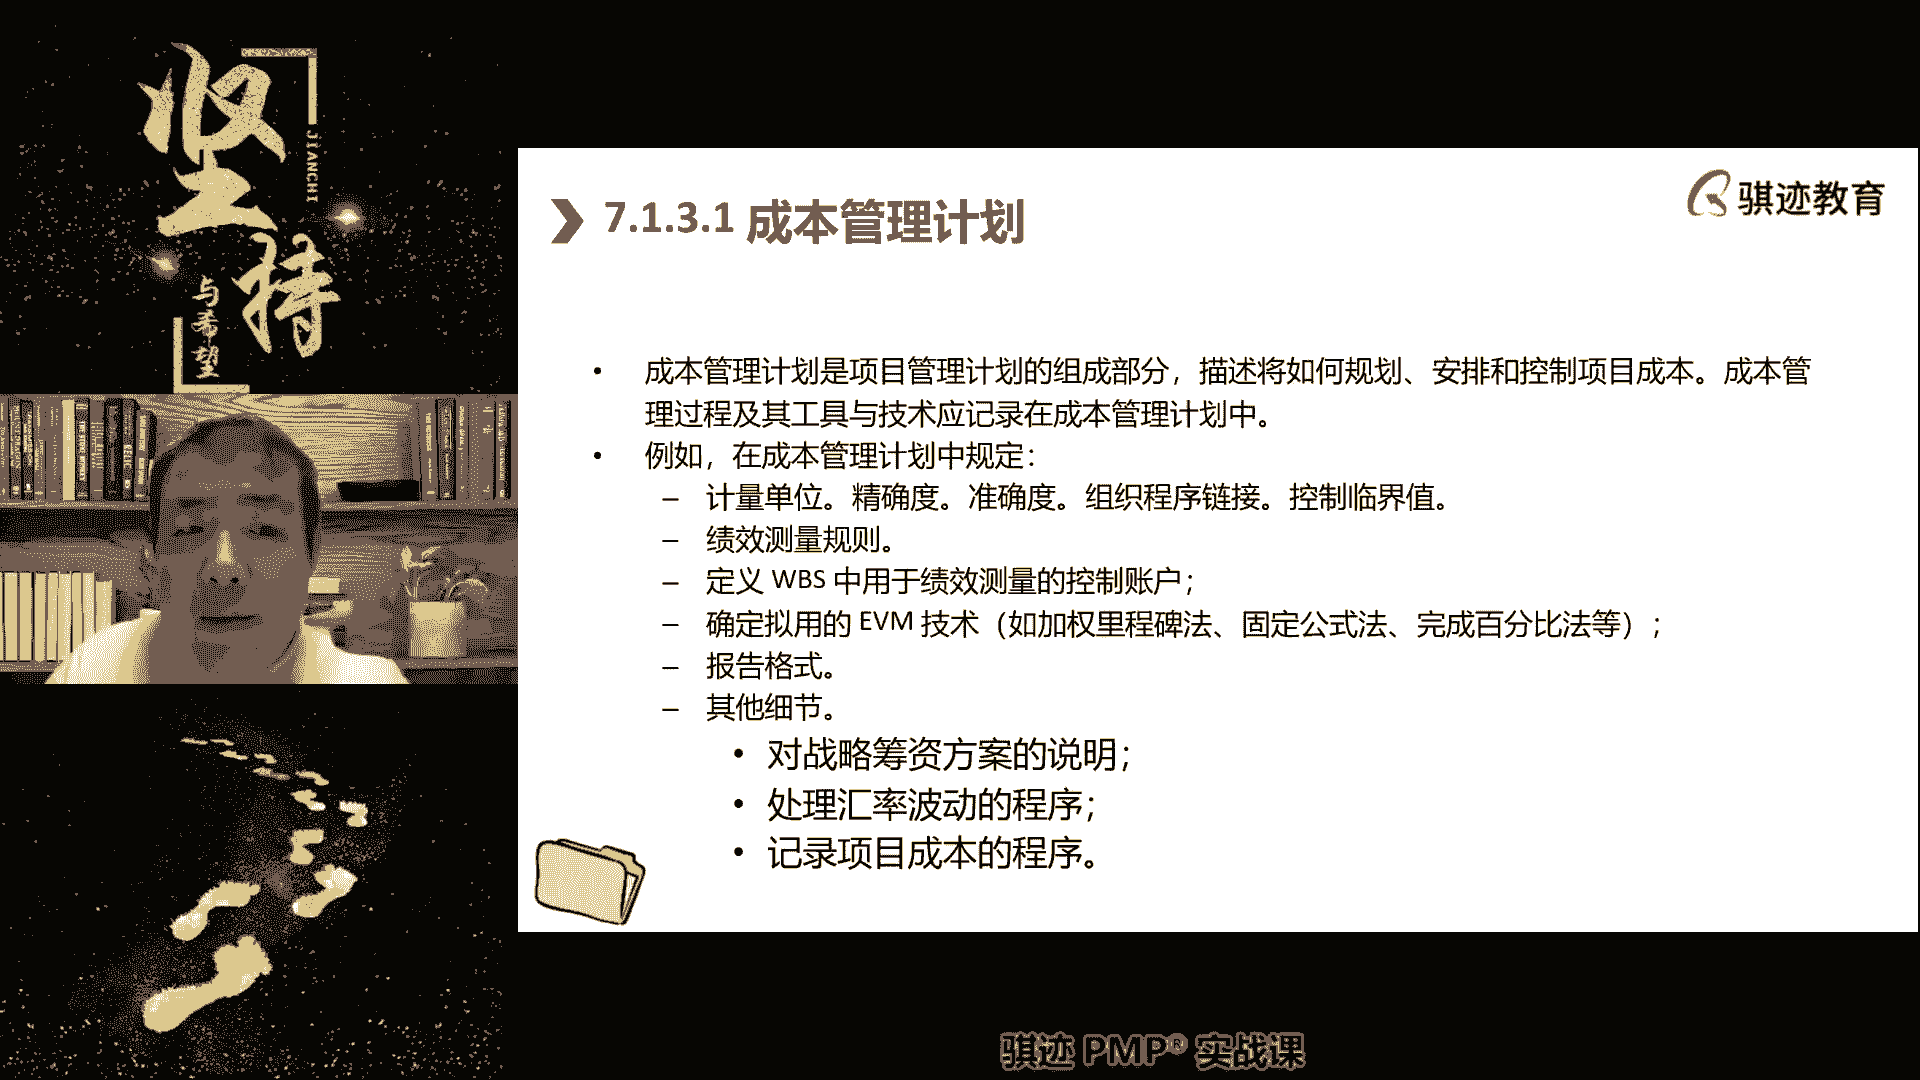 坚持
JIANCHI
与希望
骐迹教育
7.1.3.1 成本管理计划
• 成本管理计划是项目管理计划的组成部分，描述将如何规划、安排和控制项目成本。成本管
理过程及其工具与技术应记录在成本管理计划中。
• 例如，在成本管理计划中规定：
– 计量单位。精确度。准确度。组织程序链接。控制临界值。
– 绩效测量规则。
– 定义 WBS 中用于绩效测量的控制账户；
– 确定拟用的 EVM 技术（如加权里程碑法、固定公式法、完成百分比法等）；
– 报告格式。
– 其他细节。
• 对战略筹资方案的说明；
• 处理汇率波动的程序；
• 记录项目成本的程序。
骐迹 PMP® 实战课